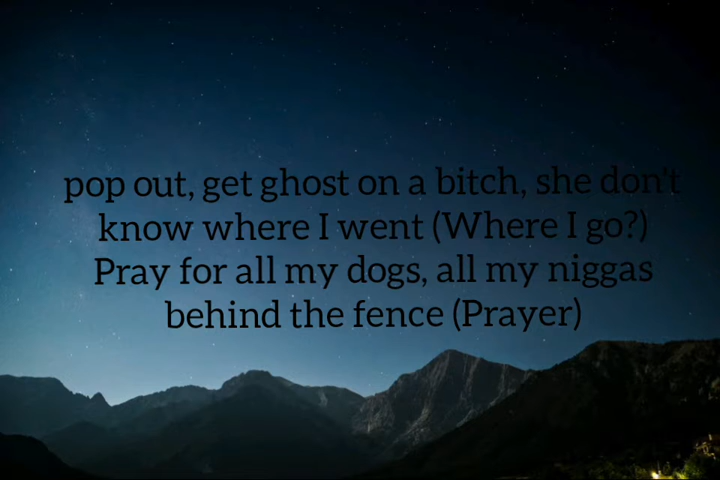 pop out, get ghost on a bitch, she don't
know where I went (Where I go?)
Pray for all my dogs, all my niggas
behind the fence (Prayer)